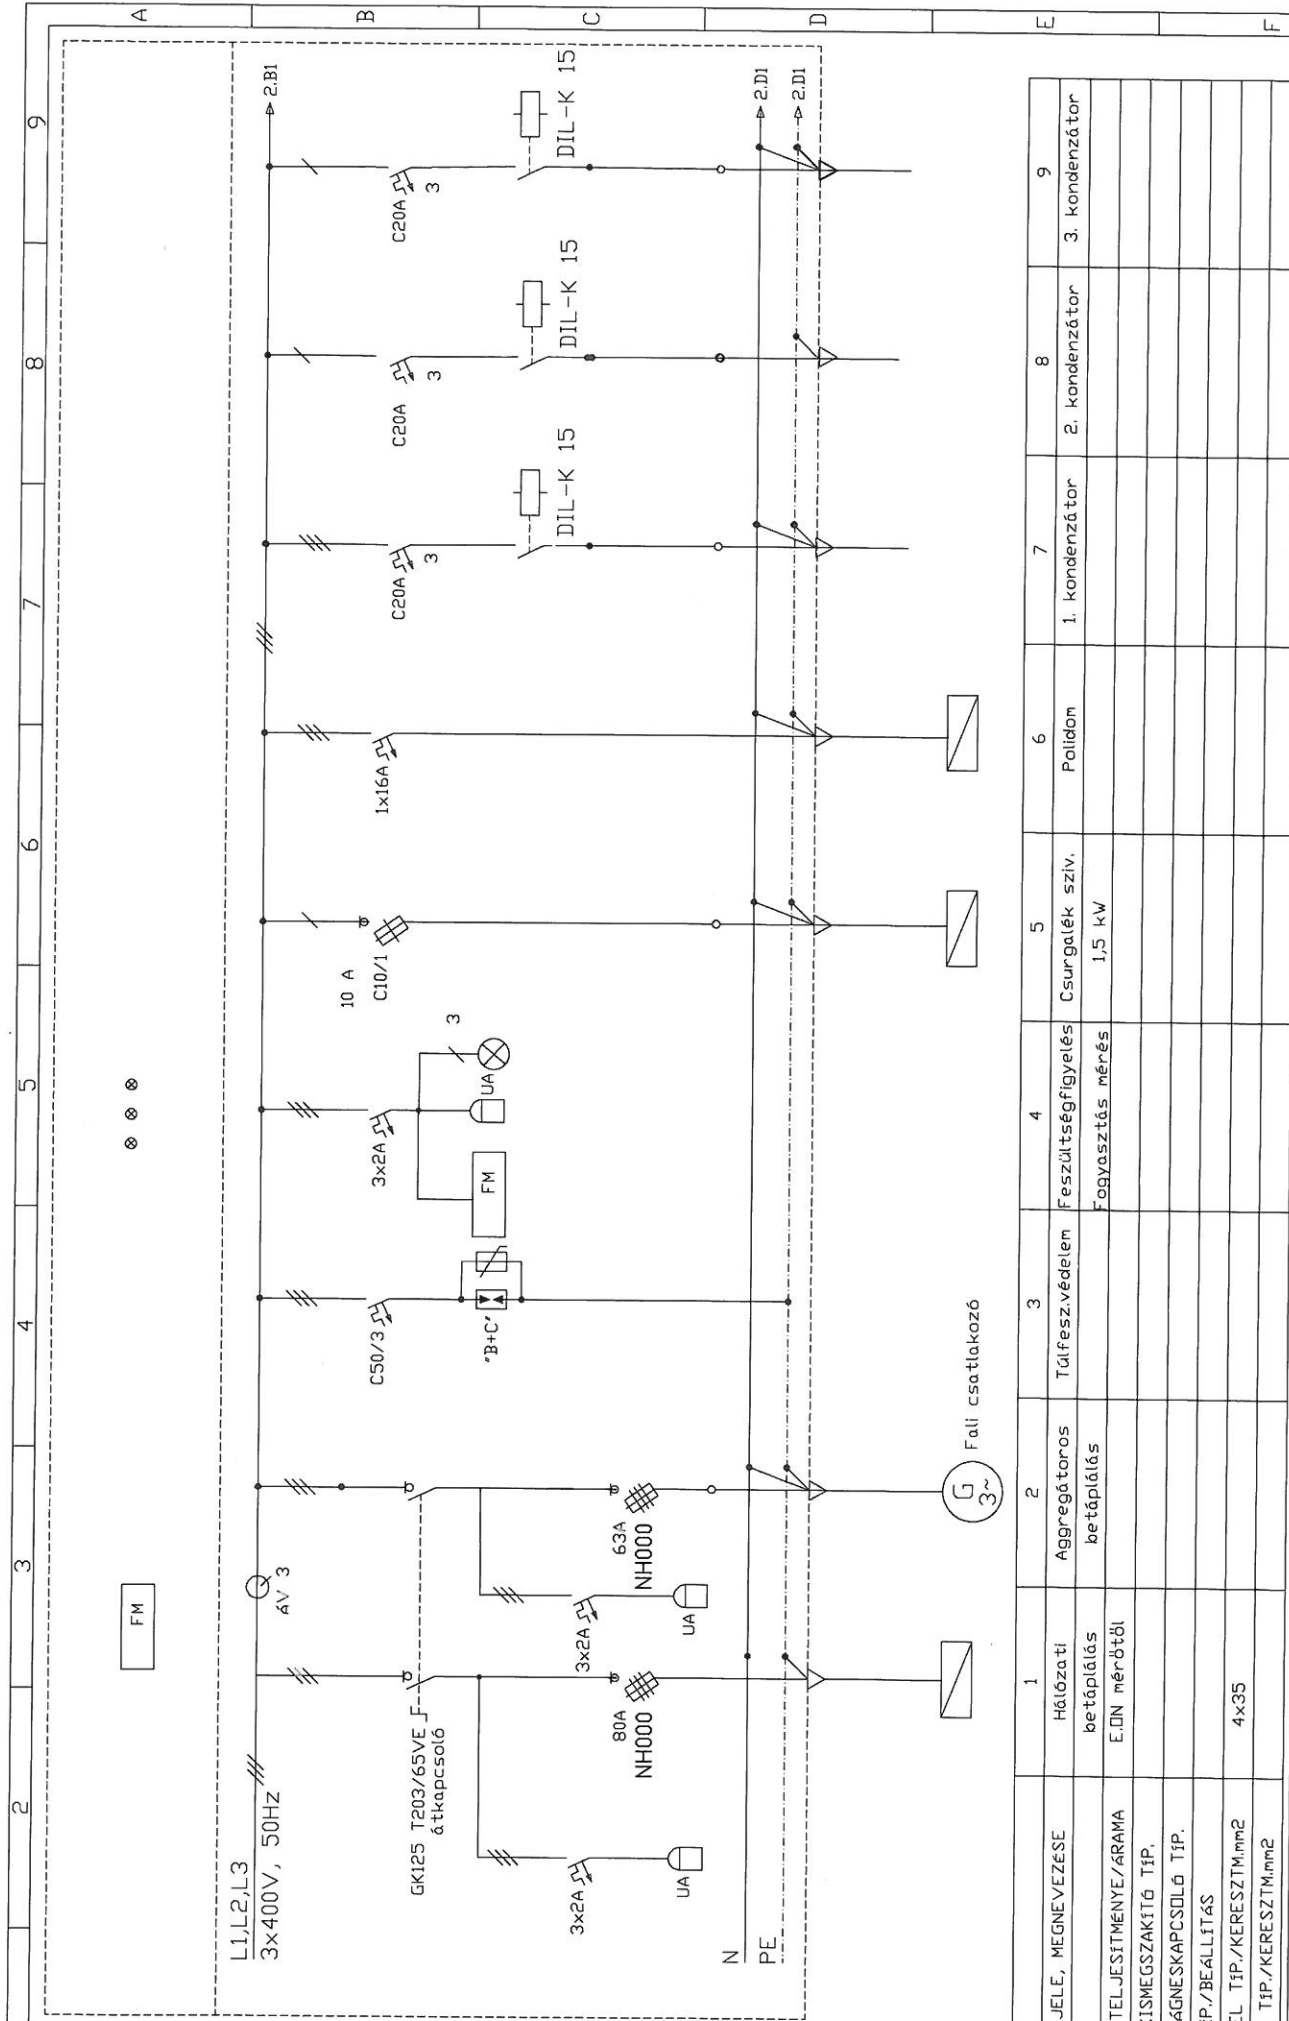 2
3
4
5
6
7
8
9
A
B
C
D
E
F
FM
L1,L2,L3
3x400V, 50HZ
ÁV 3
2.B1
GK125 T203/65VE
átkapcsoló
3x2A
UA
80A
NH000
3x2A
UA
63A
NH000
C50/3
"B+C"
3x2A
FM
UA
3
10 A
C10/1
1x16A
C20A
3
DIL-K 15
C20A
3
DIL-K 15
C20A
3
DIL-K 15
N
2.D1
PE
2.D1
G
3~
Fali csatlakozó
JELE, MEGNEVEZÉSE
1
2
3
4
5
6
7
8
9
Hálózati
betáplálás
Aggregátoros
betáplálás
Túlfesz.védelem
Feszültségfigyelés
Fogyasztás mérés
Csurgalék sziv.
Polidom
1. kondenzátor
2. kondenzátor
3. kondenzátor
TELJESÍTMÉNYE/ÁRAMA
E.ON mérőtől
1,5 kW
ISMEGSZAKÍTÓ TÍP.
ÁGNESKAPCSOLÓ TÍP.
P./BEÁLLÍTÁS
EL TÍP./KERESZTM.mm2
4x35
TÍP./KERESZTM.mm2